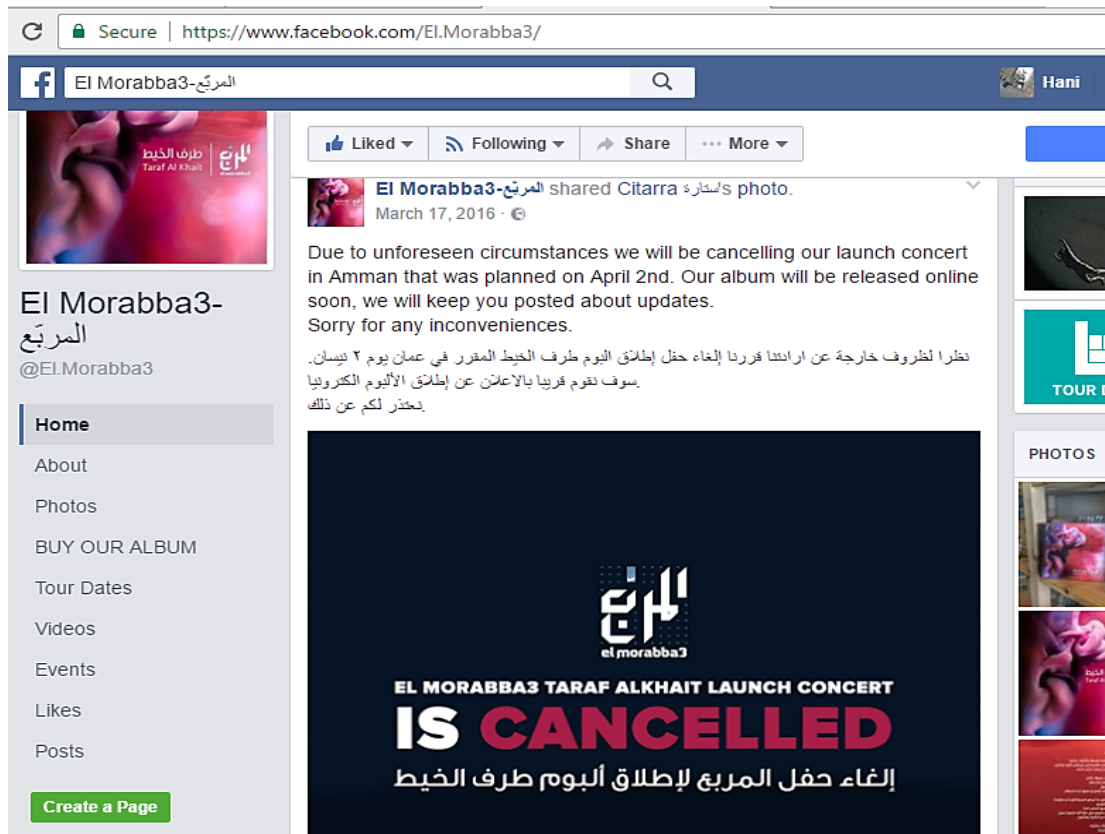 Secure | https://www.facebook.com/El.Morabba3/
El Morabba3-المربّع
Hani
طرف الخيط
Taraf Al Khait
المربع
Liked
Following
Share
More
El Morabba3-المربّع shared Citarra ستارة's photo.
March 17, 2016
Due to unforeseen circumstances we will be cancelling our launch concert
in Amman that was planned on April 2nd. Our album will be released online
soon, we will keep you posted about updates.
Sorry for any inconveniences.
نظرا لظروف خارجة عن ارادتنا قررنا إلغاء حفل إطلاق البوم طرف الخيط المقرر في عمان يوم ٢ نيسان.
سوف نقوم قريبا بالاعلان عن إطلاق الألبوم الكترونيا.
نعتذر لكم عن ذلك.
El Morabba3-
المربّع
@El.Morabba3
Home
About
Photos
BUY OUR ALBUM
Tour Dates
Videos
Events
Likes
Posts
Create a Page
المربع
el morabba3
EL MORABBA3 TARAF ALKHAIT LAUNCH CONCERT
IS CANCELLED
إلغاء حفل المربع لإطلاق ألبوم طرف الخيط
TOUR
PHOTOS